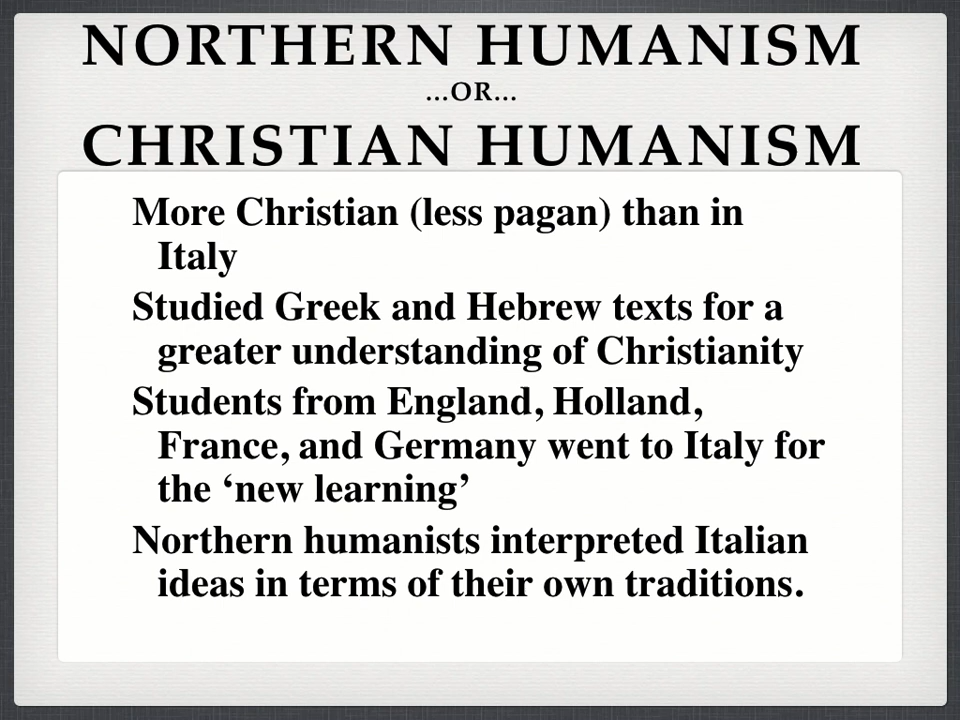 NORTHERN HUMANISM
...OR...
CHRISTIAN HUMANISM
More Christian (less pagan) than in
Italy
Studied Greek and Hebrew texts for a
greater understanding of Christianity
Students from England, Holland,
France, and Germany went to Italy for
the ‘new learning’
Northern humanists interpreted Italian
ideas in terms of their own traditions.